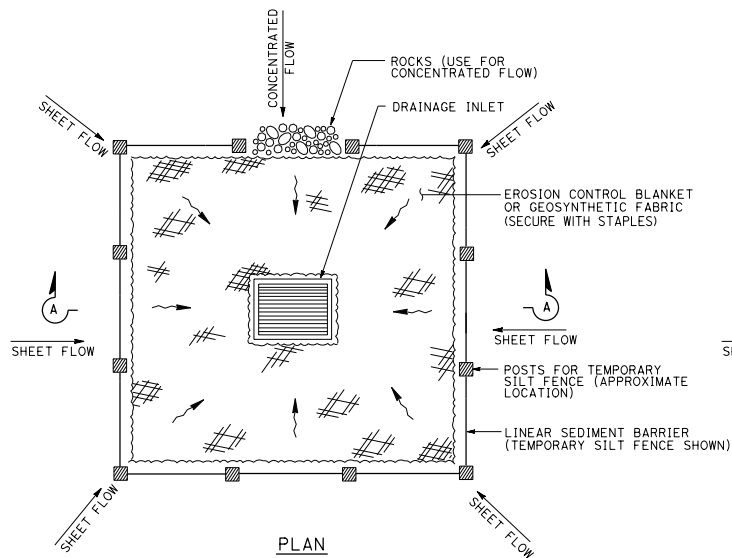 CONCENTRATED
FLOW
ROCKS (USE FOR
CONCENTRATED FLOW)
DRAINAGE INLET
SHEET FLOW
SHEET FLOW
EROSION CONTROL BLANKET
OR GEOSYNTHETIC FABRIC
(SECURE WITH STAPLES)
A
A
SHEET FLOW
SHEET FLOW
POSTS FOR TEMPORARY
SILT FENCE (APPROXIMATE
LOCATION)
LINEAR SEDIMENT BARRIER
(TEMPORARY SILT FENCE SHOWN)
SHEET FLOW
SHEET FLOW
PLAN